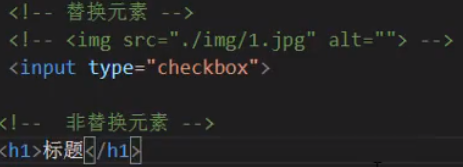 <!-- 替换元素 -->
<!-- <img src="./img/1.jpg" alt=""> -->
<input type="checkbox">
<!-- 非替换元素 -->
<h1>标题</h1>